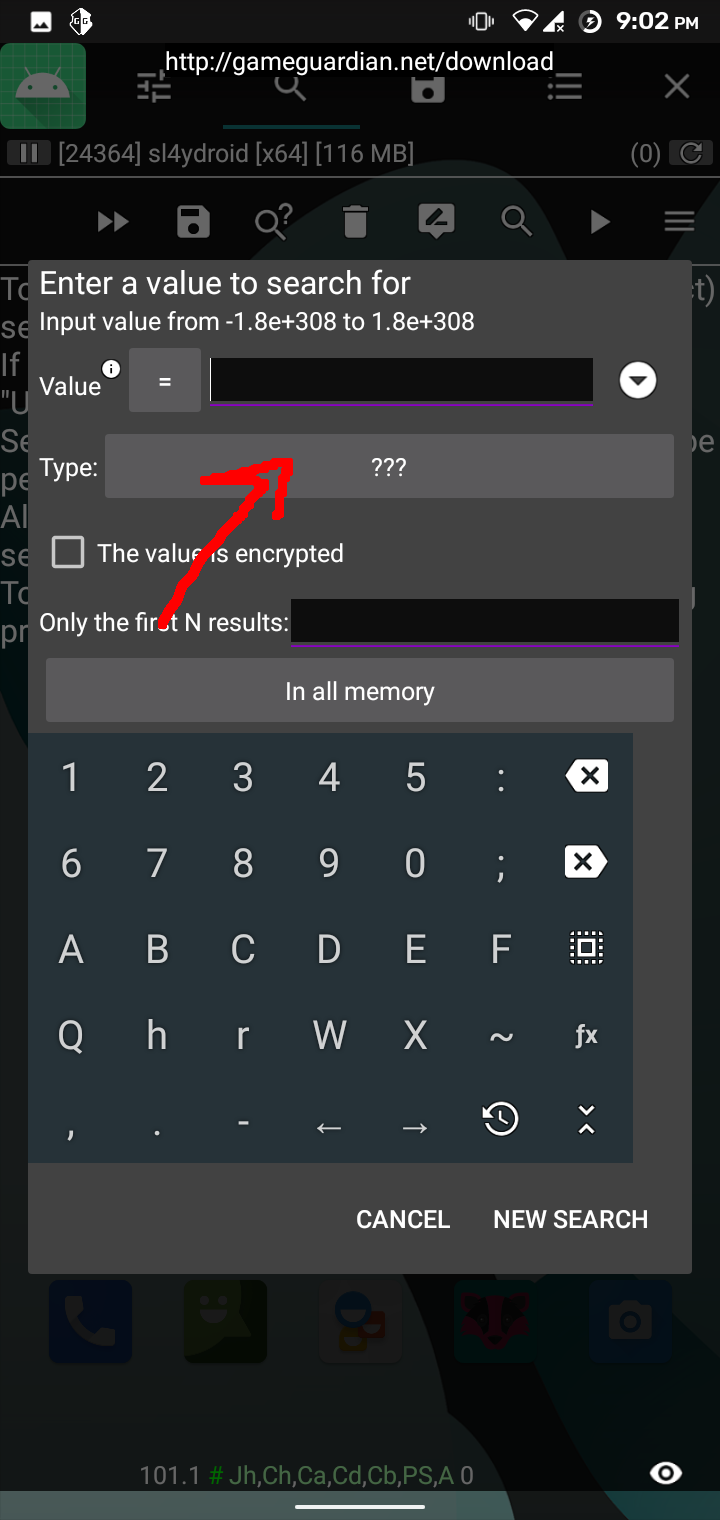 9:02 PM
http://gameguardian.net/download
[24364] sl4ydroid [x64] [116 MB] (0)
Enter a value to search for
Input value from -1.8e+308 to 1.8e+308
Value i =
Type: ???
The value is encrypted
Only the first N results:
In all memory
1 2 3 4 5 :
6 7 8 9 0 ;
A B C D E F
Q h r W X ~ ƒx
, . - ← →
CANCEL NEW SEARCH
101.1 # Jh,Ch,Ca,Cd,Cb,PS,A 0